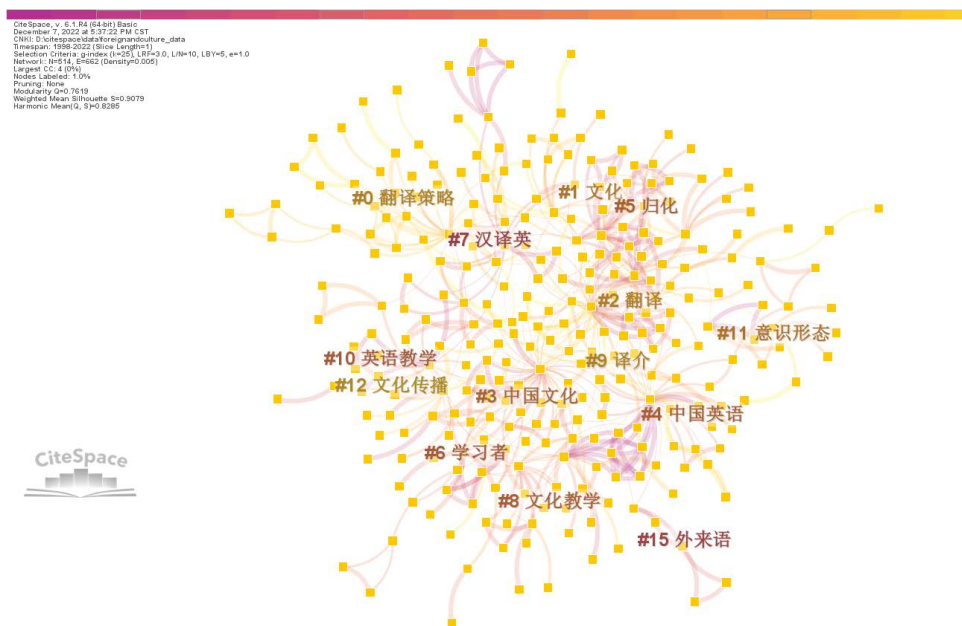 CiteSpace, v. 6.1.R4 (64-bit) Basic
December 7, 2022 at 5:37:22 PM CST
CNKI: D:\citespace\data\foreignandculture_data
Timespan: 1998-2022 (Slice Length=1)
Selection Criteria: g-index (k=25), LRF=3.0, L/N=10, LBY=5, e=1.0
Network: N=514, E=662 (Density=0.005)
Largest CC: 4 (0%)
Nodes Labeled: 1.0%
Pruning: None
Modularity Q=0.7619
Weighted Mean Silhouette S=0.9079
Harmonic Mean(Q, S)=0.8285
#0 翻译策略
#1 文化
#5 归化
#7 汉译英
#2 翻译
#11 意识形态
#10 英语教学
#9 译介
#12 文化传播
#3 中国文化
#4 中国英语
#6 学习者
#8 文化教学
#15 外来语
CiteSpace